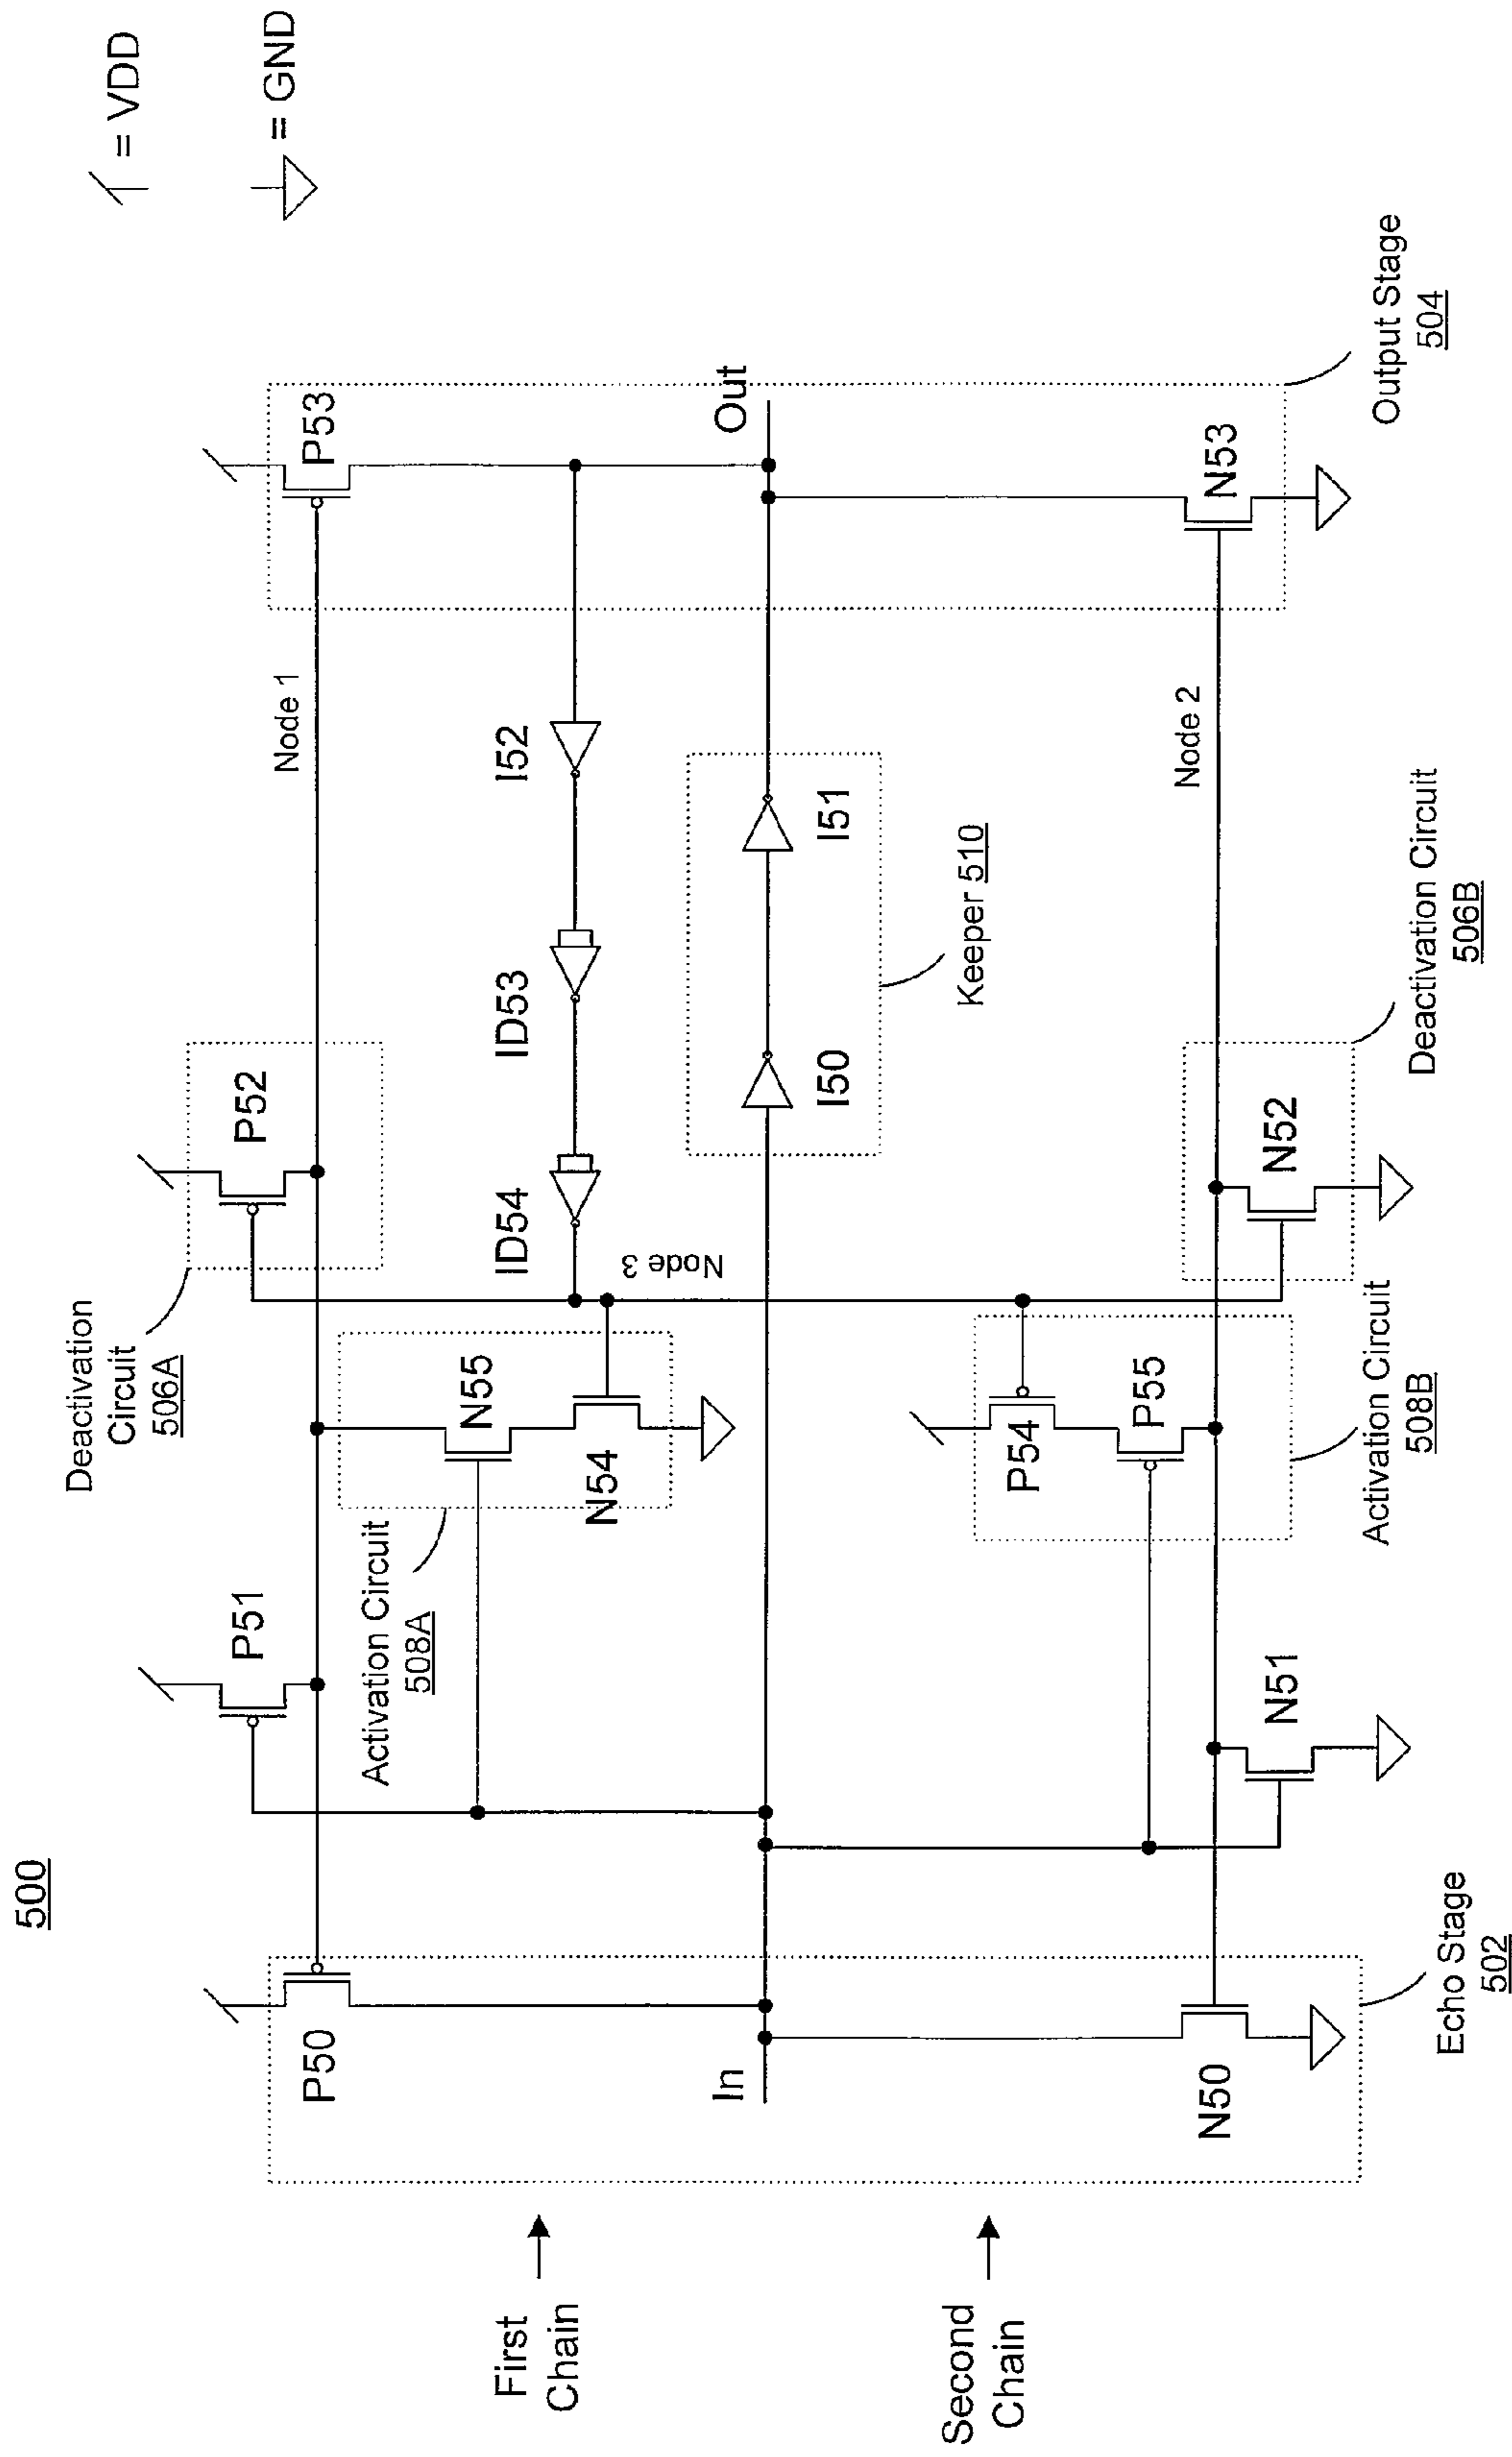 500
= VDD
= GND
Deactivation
Circuit
506A
P50
P51
P52
P53
Node 1
Activation Circuit
508A
N55
N54
ID54
ID53
I52
Node 3
First
Chain
In
Out
I50
I51
Keeper 510
Second
Chain
P54
P55
Node 2
N50
N51
N52
N53
Echo Stage
502
Activation Circuit
508B
Deactivation Circuit
506B
Output Stage
504